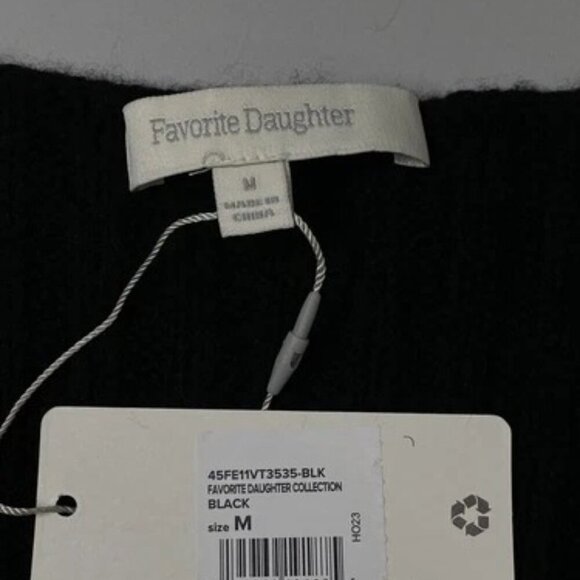 Favorite Daughter
M
MADE IN
CHINA
45FE11VT3535-BLK
FAVORITE DAUGHTER COLLECTION
BLACK
size M
HO23